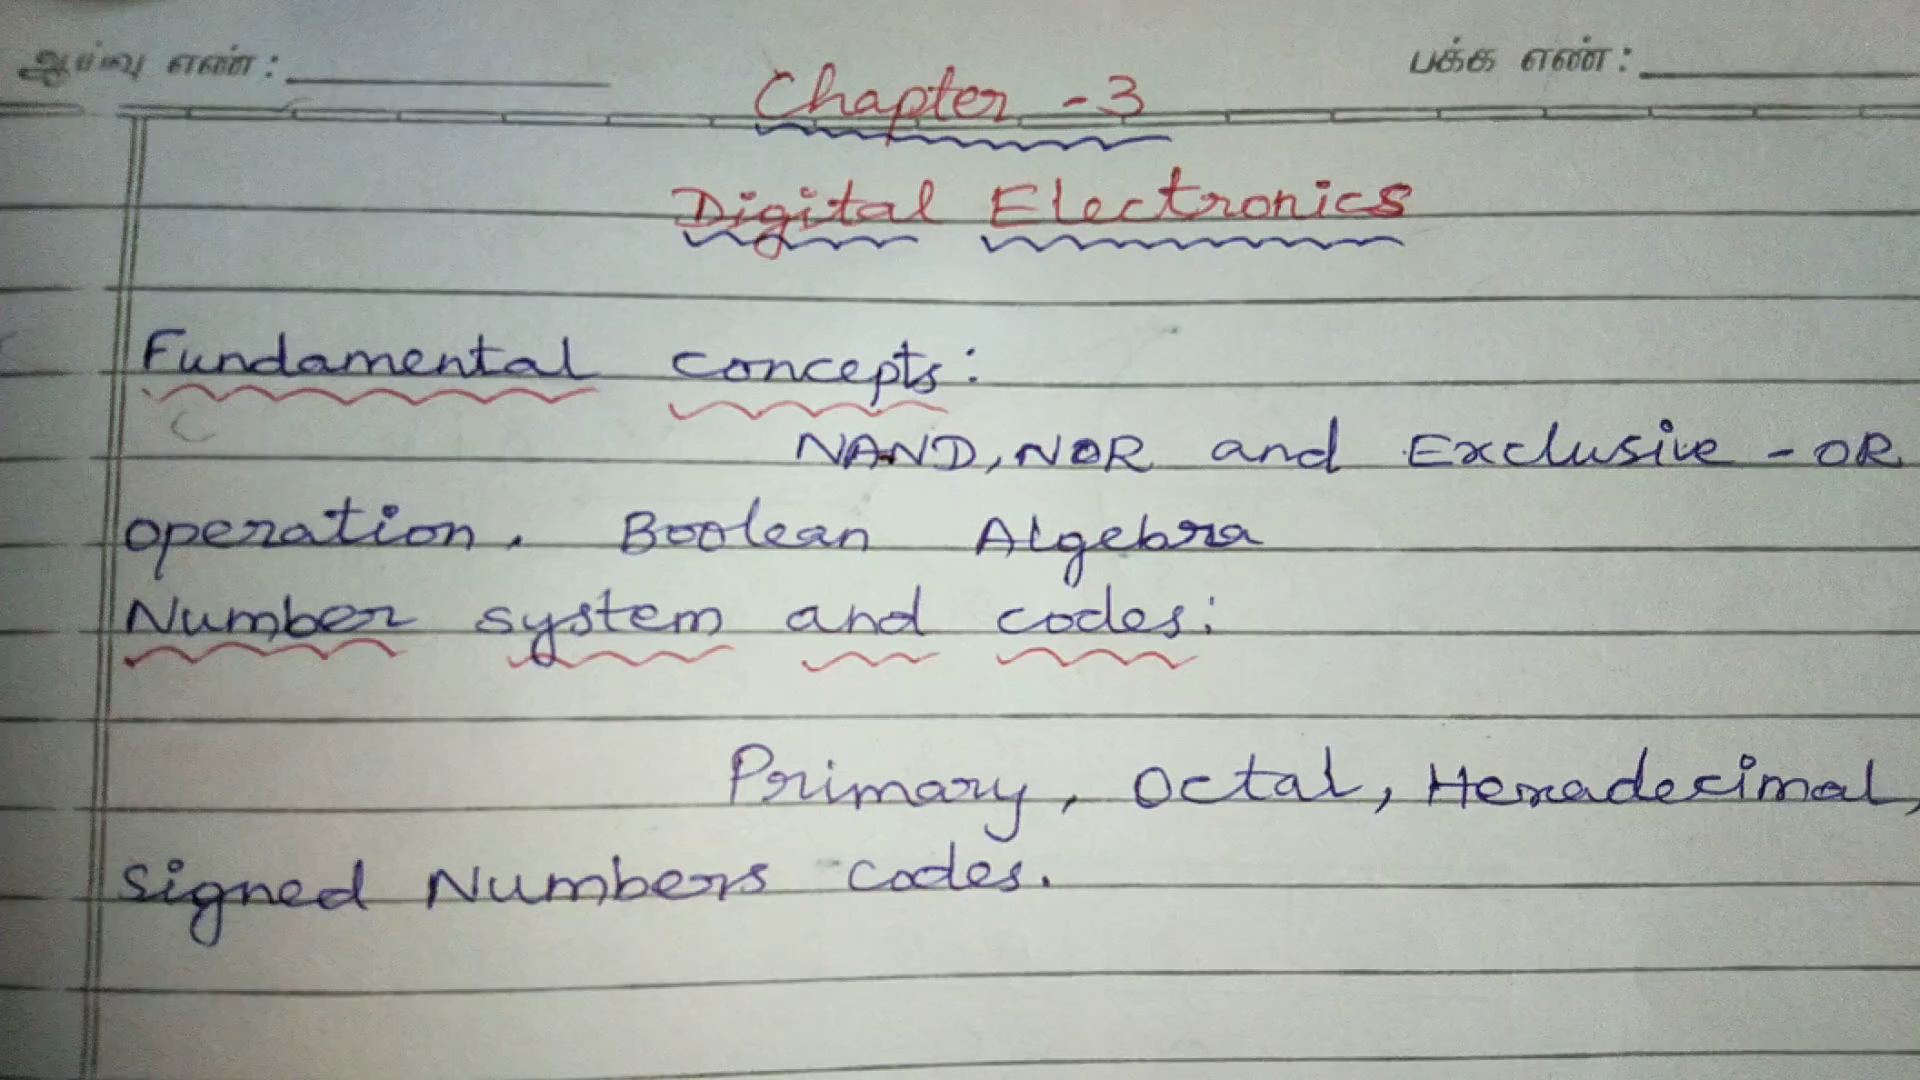 ஆய்வு எண்: பக்க எண்:
Chapter - 3
Digital Electronics
Fundamental concepts:
NAND, NOR and Exclusive - OR
operation. Boolean Algebra
Number system and codes:
Primary, Octal, Hexadecimal,
Signed Numbers codes.